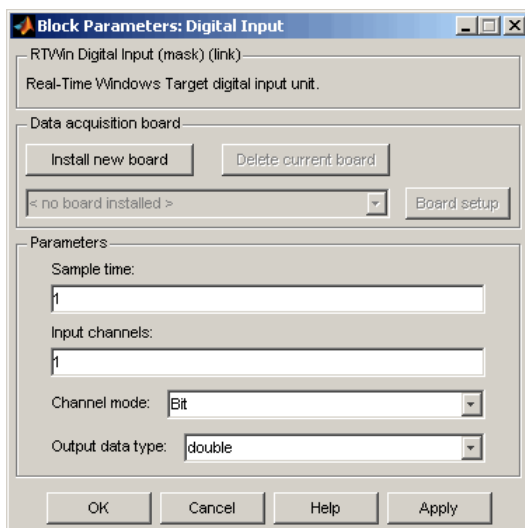 Block Parameters: Digital Input
RTWin Digital Input (mask) (link)
Real-Time Windows Target digital input unit.
Data acquisition board
Install new board Delete current board
< no board installed > Board setup
Parameters
Sample time:
1
Input channels:
1
Channel mode: Bit
Output data type: double
OK Cancel Help Apply